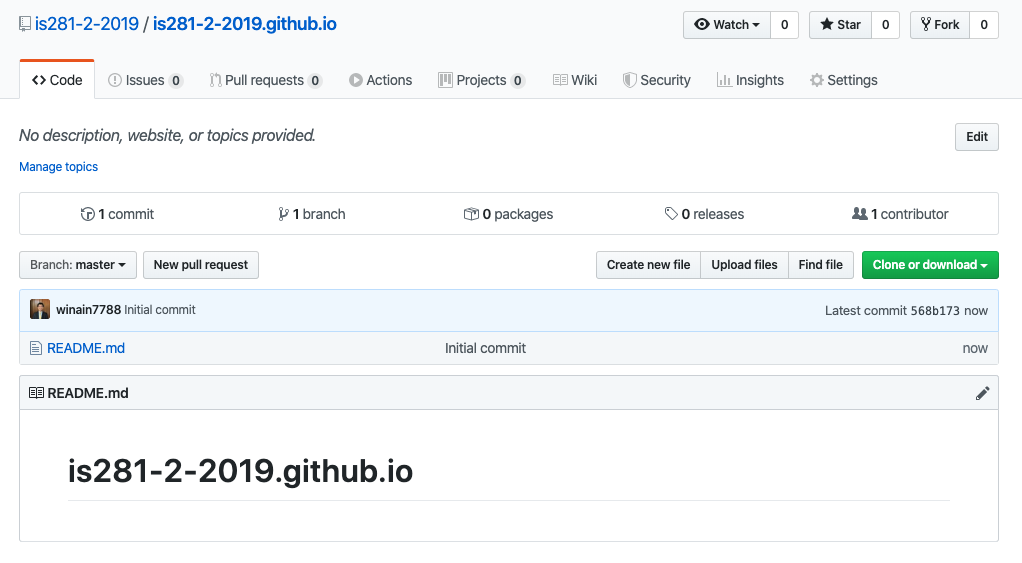 is281-2-2019 / is281-2-2019.github.io Watch 0 Star 0 Fork 0
Code Issues 0 Pull requests 0 Actions Projects 0 Wiki Security Insights Settings
No description, website, or topics provided. Edit
Manage topics
1 commit 1 branch 0 packages 0 releases 1 contributor
Branch: master New pull request Create new file Upload files Find file Clone or download
winain7788 Initial commit Latest commit 568b173 now
README.md Initial commit now
README.md
is281-2-2019.github.io